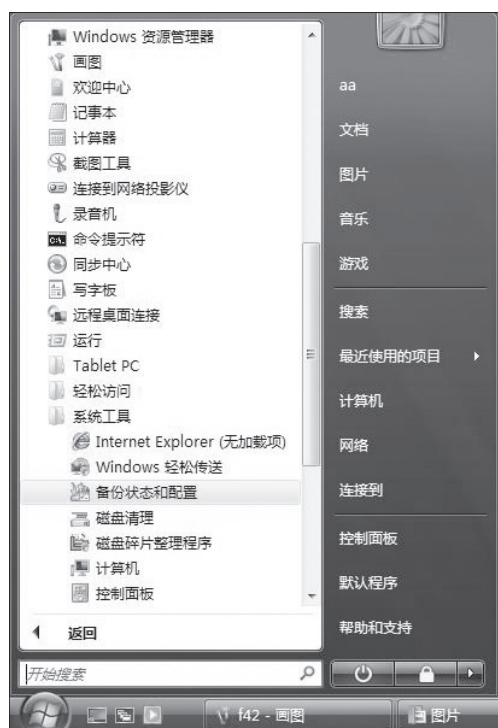 Windows 资源管理器
画图
欢迎中心
记事本
计算器
截图工具
连接到网络投影仪
录音机
命令提示符
同步中心
写字板
远程桌面连接
运行
Tablet PC
轻松访问
系统工具
Internet Explorer (无加载项)
Windows 轻松传送
备份状态和配置
磁盘清理
磁盘碎片整理程序
计算机
控制面板
返回
开始搜索
aa
文档
图片
音乐
游戏
搜索
最近使用的项目
计算机
网络
连接到
控制面板
默认程序
帮助和支持
f42 - 画图
图片